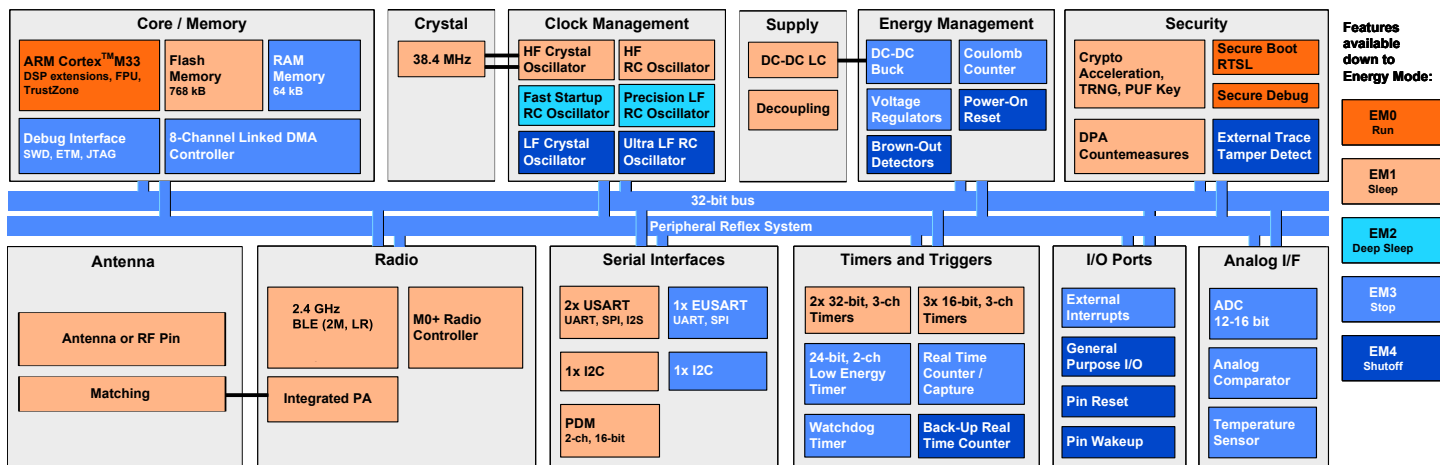 Core / Memory
ARM Cortex™M33
DSP extensions, FPU,
TrustZone
Flash
Memory
768 kB
RAM
Memory
64 kB
Debug Interface
SWD, ETM, JTAG
8-Channel Linked DMA
Controller
Crystal
38.4 MHz
Clock Management
HF Crystal
Oscillator
HF
RC Oscillator
Fast Startup
RC Oscillator
Precision LF
RC Oscillator
LF Crystal
Oscillator
Ultra LF RC
Oscillator
Supply
DC-DC LC
Decoupling
Energy Management
DC-DC
Buck
Coulomb
Counter
Voltage
Regulators
Power-On
Reset
Brown-Out
Detectors
Security
Crypto
Acceleration,
TRNG, PUF Key
Secure Boot
RTSL
Secure Debug
DPA
Countemeasures
External Trace
Tamper Detect
Features
available
down to
Energy Mode:
EM0
Run
EM1
Sleep
EM2
Deep Sleep
EM3
Stop
EM4
Shutoff
32-bit bus
Peripheral Reflex System
Antenna
Antenna or RF Pin
Matching
Radio
2.4 GHz
BLE (2M, LR)
M0+ Radio
Controller
Integrated PA
Serial Interfaces
2x USART
UART, SPI, I2S
1x EUSART
UART, SPI
1x I2C
1x I2C
PDM
2-ch, 16-bit
Timers and Triggers
2x 32-bit, 3-ch
Timers
3x 16-bit, 3-ch
Timers
24-bit, 2-ch
Low Energy
Timer
Real Time
Counter /
Capture
Watchdog
Timer
Back-Up Real
Time Counter
I/O Ports
External
Interrupts
General
Purpose I/O
Pin Reset
Pin Wakeup
Analog I/F
ADC
12-16 bit
Analog
Comparator
Temperature
Sensor